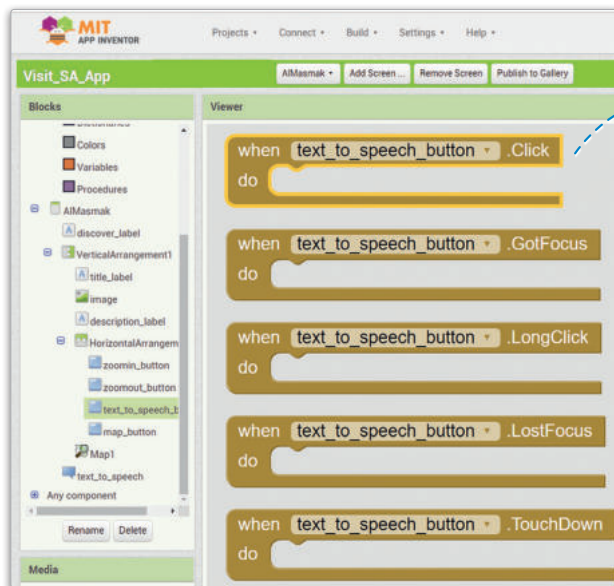 MIT
APP INVENTOR
Projects Connect Build Settings Help
Visit_SA_App
AlMasmak Add Screen ... Remove Screen Publish to Gallery
Blocks
Viewer
Colors
Variables
Procedures
AlMasmak
discover_label
VerticalArrangement1
title_label
image
description_label
HorizontalArrangem
zoomin_button
zoomout_button
text_to_speech_b
map_button
Map1
text_to_speech
Any component
Rename Delete
Media
when text_to_speech_button .Click
do
when text_to_speech_button .GotFocus
do
when text_to_speech_button .LongClick
do
when text_to_speech_button .LostFocus
do
when text_to_speech_button .TouchDown
do